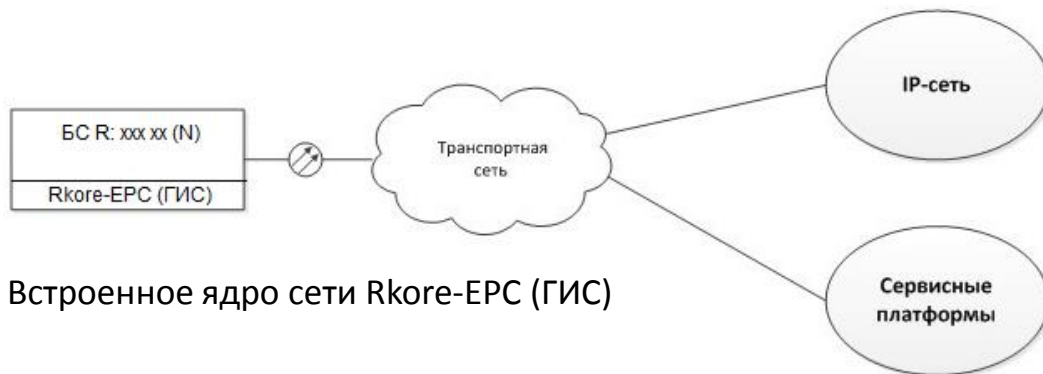 IP-сеть
БС R: xxx xx (N)
Транспортная
сеть
Rkore-EPC (ГИС)
Встроенное ядро сети Rkore-EPC (ГИС)
Сервисные
платформы